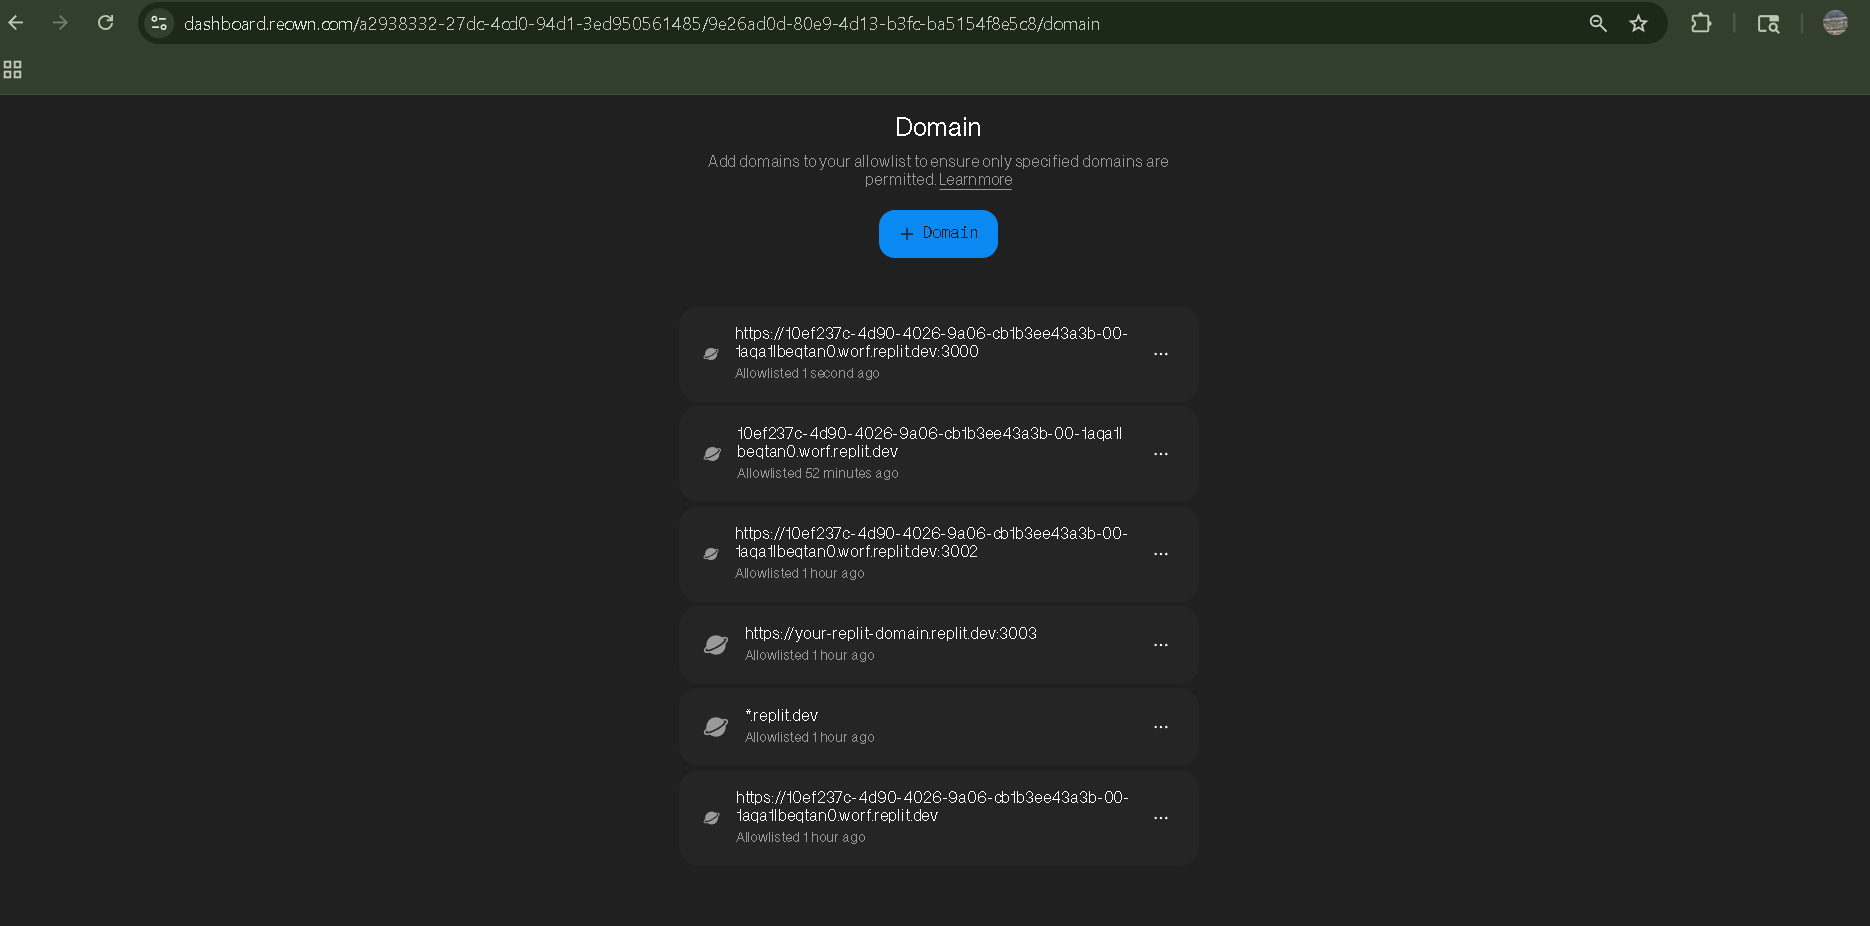 dashboard.reown.com/a2938332-27dc-4cd0-94d1-3ed950561485/9e26ad0d-80e9-4d13-b3fc-ba5154f8e5c8/domain
Domain
Add domains to your allowlist to ensure only specified domains are
permitted. Learn more
+ Domain
https://10ef237c-4d90-4026-9a06-cb1b3ee43a3b-00-
1aqa1lbeqtan0.worf.replit.dev:3000
Allowlisted 1 second ago
10ef237c-4d90-4026-9a06-cb1b3ee43a3b-00-1aqa1l
beqtan0.worf.replit.dev
Allowlisted 52 minutes ago
https://10ef237c-4d90-4026-9a06-cb1b3ee43a3b-00-
1aqa1lbeqtan0.worf.replit.dev:3002
Allowlisted 1 hour ago
https://your-replit-domain.replit.dev:3003
Allowlisted 1 hour ago
*.replit.dev
Allowlisted 1 hour ago
https://10ef237c-4d90-4026-9a06-cb1b3ee43a3b-00-
1aqa1lbeqtan0.worf.replit.dev
Allowlisted 1 hour ago